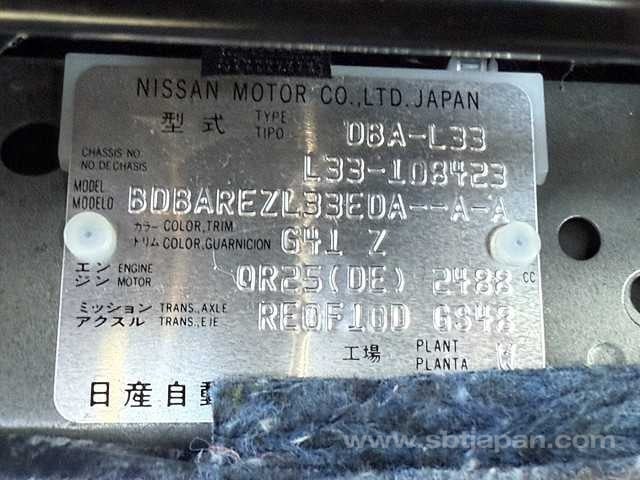 NISSAN MOTOR CO.,LTD.JAPAN
型式 TYPE TIPO DBA-L33
CHASSIS NO. NO.DE CHASIS L33-108423
MODEL MODELO BDBAREZL33EDA--A-A
カラー COLOR,TRIM
トリム COLOR,GUARNICION G41 Z
エンジン ENGINE MOTOR QR25(DE) 2488 CC
ミッション TRANS.,AXLE
アクスル TRANS.,EJE RE0F10D GS48
工場 PLANT PLANTA
日産自動
www.sbtjapan.com